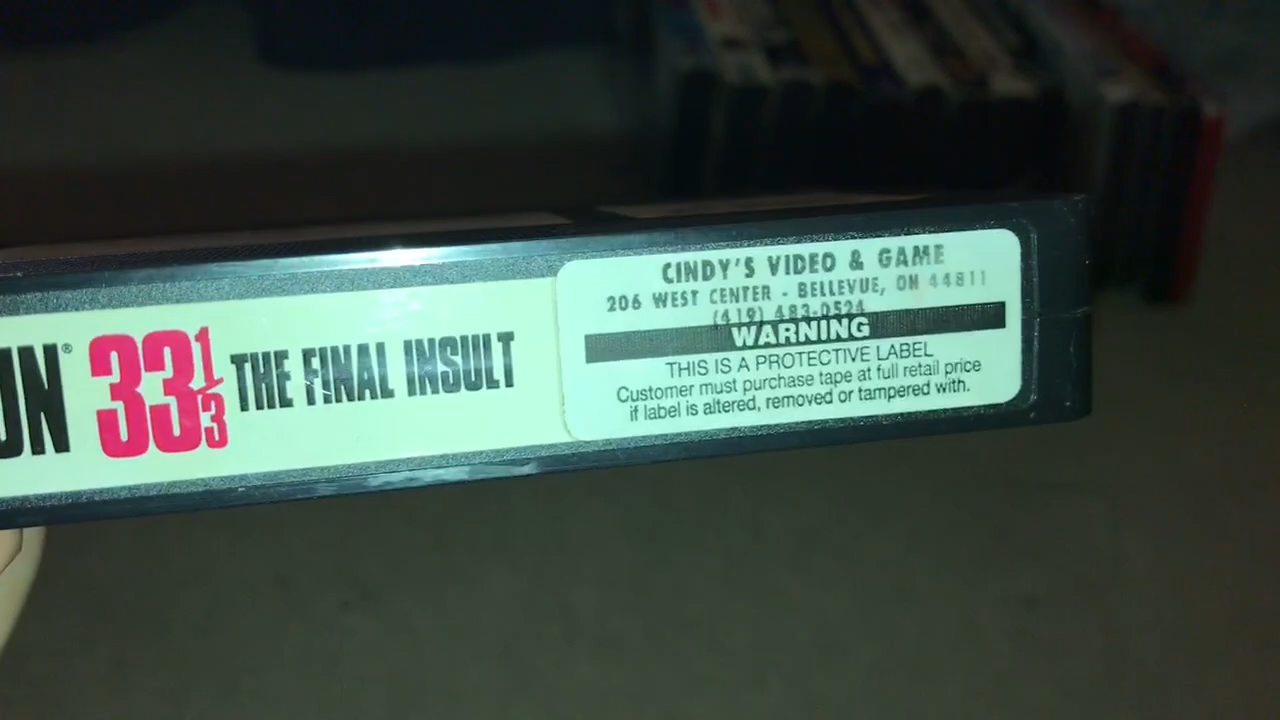 UN® 33 1/3 THE FINAL INSULT
CINDY'S VIDEO & GAME
206 WEST CENTER - BELLEVUE, OH 44811
(419) 483-0524
WARNING
THIS IS A PROTECTIVE LABEL
Customer must purchase tape at full retail price
if label is altered, removed or tampered with.